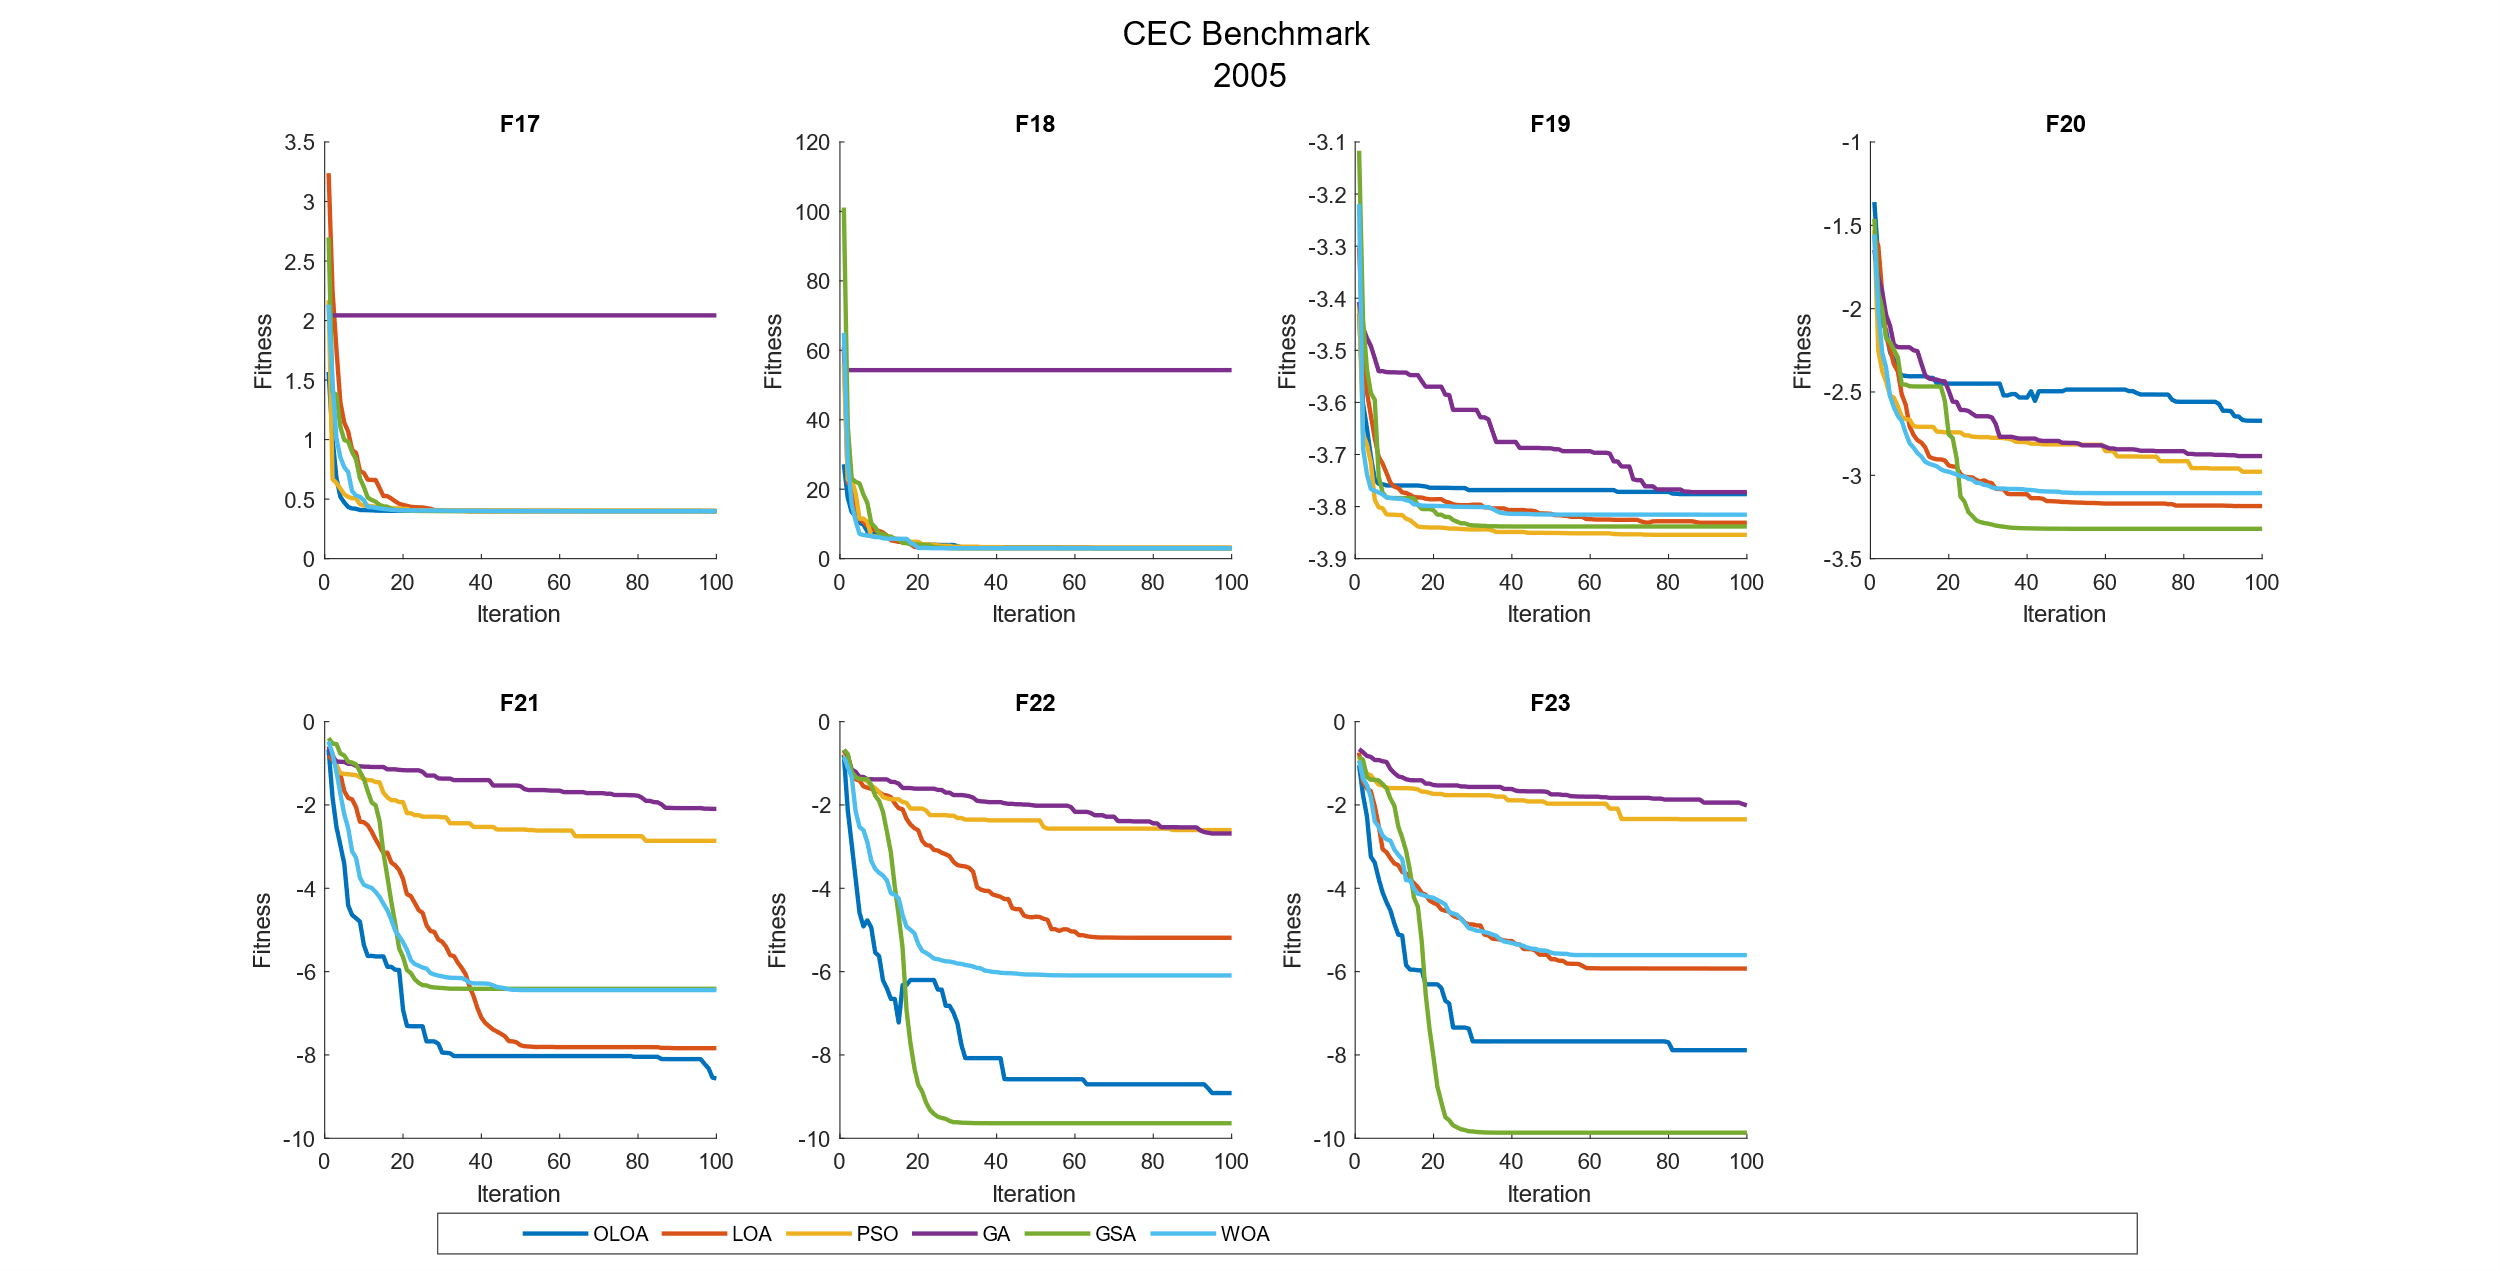 CEC Benchmark
2005
F17
3.5
3
2.5
2
1.5
1
0.5
0
Fitness
0 20 40 60 80 100
Iteration
F18
120
100
80
60
40
20
0
Fitness
0 20 40 60 80 100
Iteration
F19
-3.1
-3.2
-3.3
-3.4
-3.5
-3.6
-3.7
-3.8
-3.9
Fitness
0 20 40 60 80 100
Iteration
F20
-1
-1.5
-2
-2.5
-3
-3.5
Fitness
0 20 40 60 80 100
Iteration
F21
0
-2
-4
-6
-8
-10
Fitness
0 20 40 60 80 100
Iteration
F22
0
-2
-4
-6
-8
-10
Fitness
0 20 40 60 80 100
Iteration
F23
0
-2
-4
-6
-8
-10
Fitness
0 20 40 60 80 100
Iteration
OLOA LOA PSO GA GSA WOA